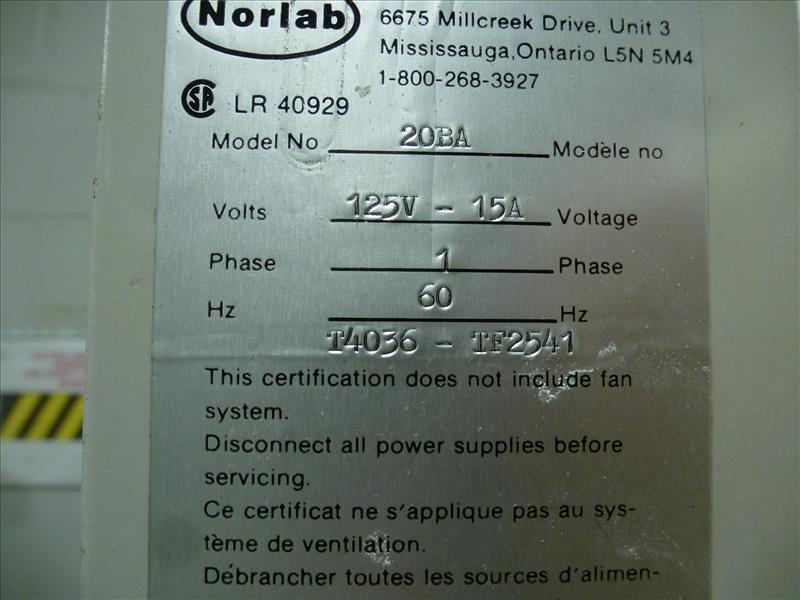 Norlab
6675 Millcreek Drive, Unit 3
Mississauga, Ontario L5N 5M4
1-800-268-3927
SA LR 40929
Model No 20BA Modèle no
Volts 125V - 15A Voltage
Phase 1 Phase
Hz 60 Hz
T4036 - TF2541
This certification does not include fan
system.
Disconnect all power supplies before
servicing.
Ce certificat ne s'applique pas au sys-
tème de ventilation.
Débrancher toutes les sources d'alimen-